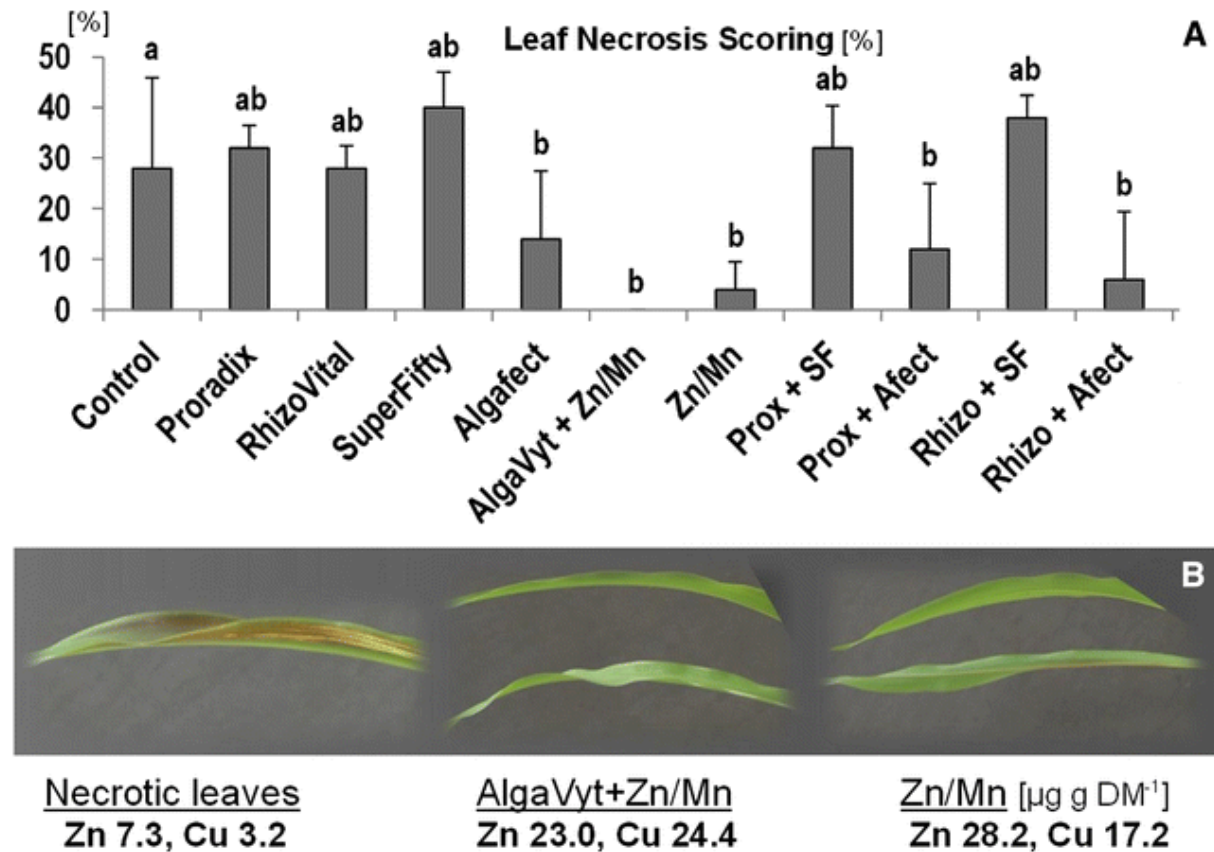 [%]
Leaf Necrosis Scoring [%]
A
50
40
30
20
10
0
a
ab
ab
ab
b
b
b
ab
b
ab
b
Control
Proradix
RhizoVital
SuperFifty
Algafect
AlgaVyt + Zn/Mn
Zn/Mn
Prox + SF
Prox + Afect
Rhizo + SF
Rhizo + Afect
B
Necrotic leaves
Zn 7.3, Cu 3.2
AlgaVyt+Zn/Mn
Zn 23.0, Cu 24.4
Zn/Mn [µg g DM⁻¹]
Zn 28.2, Cu 17.2